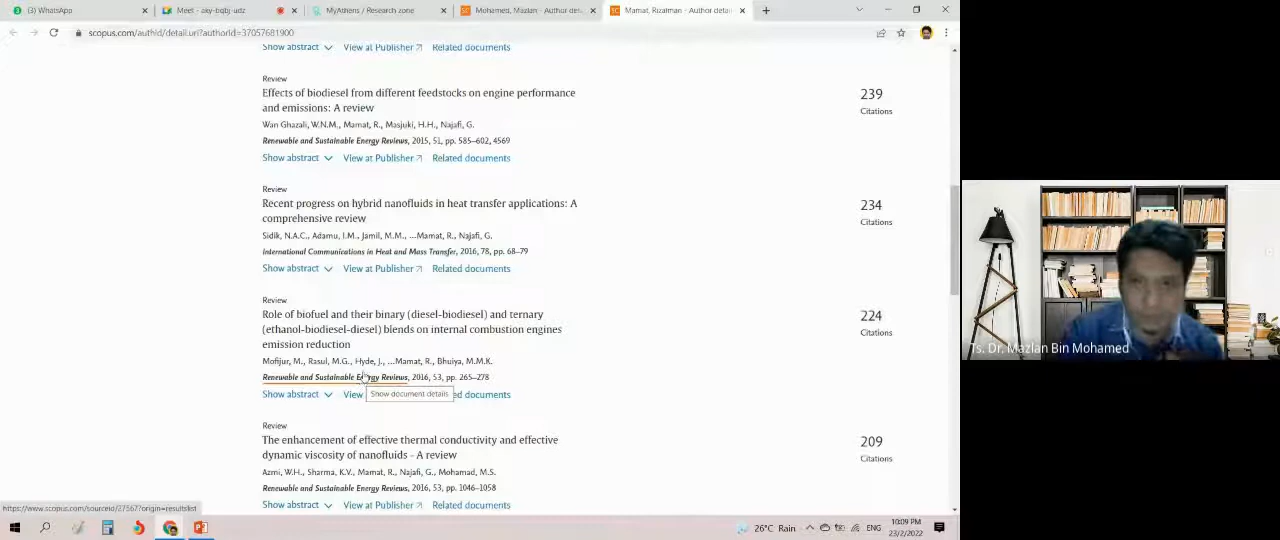 (3) WhatsApp
Meet - aky-bqbj-udz
MyAthens / Research zone
Mohamed, Mazlan - Author det
Mamat, Rizalman - Author detai
scopus.com/authid/detail.uri?authorId=37057681900
Show abstract View at Publisher Related documents
Review
Effects of biodiesel from different feedstocks on engine performance
and emissions: A review
239
Citations
Wan Ghazali, W.N.M., Mamat, R., Masjuki, H.H., Najafi, G.
Renewable and Sustainable Energy Reviews, 2015, 51, pp. 585–602, 4569
Show abstract View at Publisher Related documents
Review
Recent progress on hybrid nanofluids in heat transfer applications: A
comprehensive review
234
Citations
Sidik, N.A.C., Adamu, I.M., Jamil, M.M., ...Mamat, R., Najafi, G.
International Communications in Heat and Mass Transfer, 2016, 78, pp. 68–79
Show abstract View at Publisher Related documents
Review
Role of biofuel and their binary (diesel-biodiesel) and ternary
(ethanol-biodiesel-diesel) blends on internal combustion engines
emission reduction
224
Citations
Mofijur, M., Rasul, M.G., Hyde, J., ...Mamat, R., Bhuiya, M.M.K.
Renewable and Sustainable Energy Reviews, 2016, 53, pp. 265–278
Show abstract View Show document details ed documents
Review
The enhancement of effective thermal conductivity and effective
dynamic viscosity of nanofluids - A review
209
Citations
Azmi, W.H., Sharma, K.V., Mamat, R., Najafi, G., Mohamad, M.S.
Renewable and Sustainable Energy Reviews, 2016, 53, pp. 1046–1058
Show abstract View at Publisher Related documents
https://www.scopus.com/sourceid/27567?origin=resultslist
26°C Rain
ENG
10:09 PM
23/2/2022
Ts. Dr. Mazlan Bin Mohamed